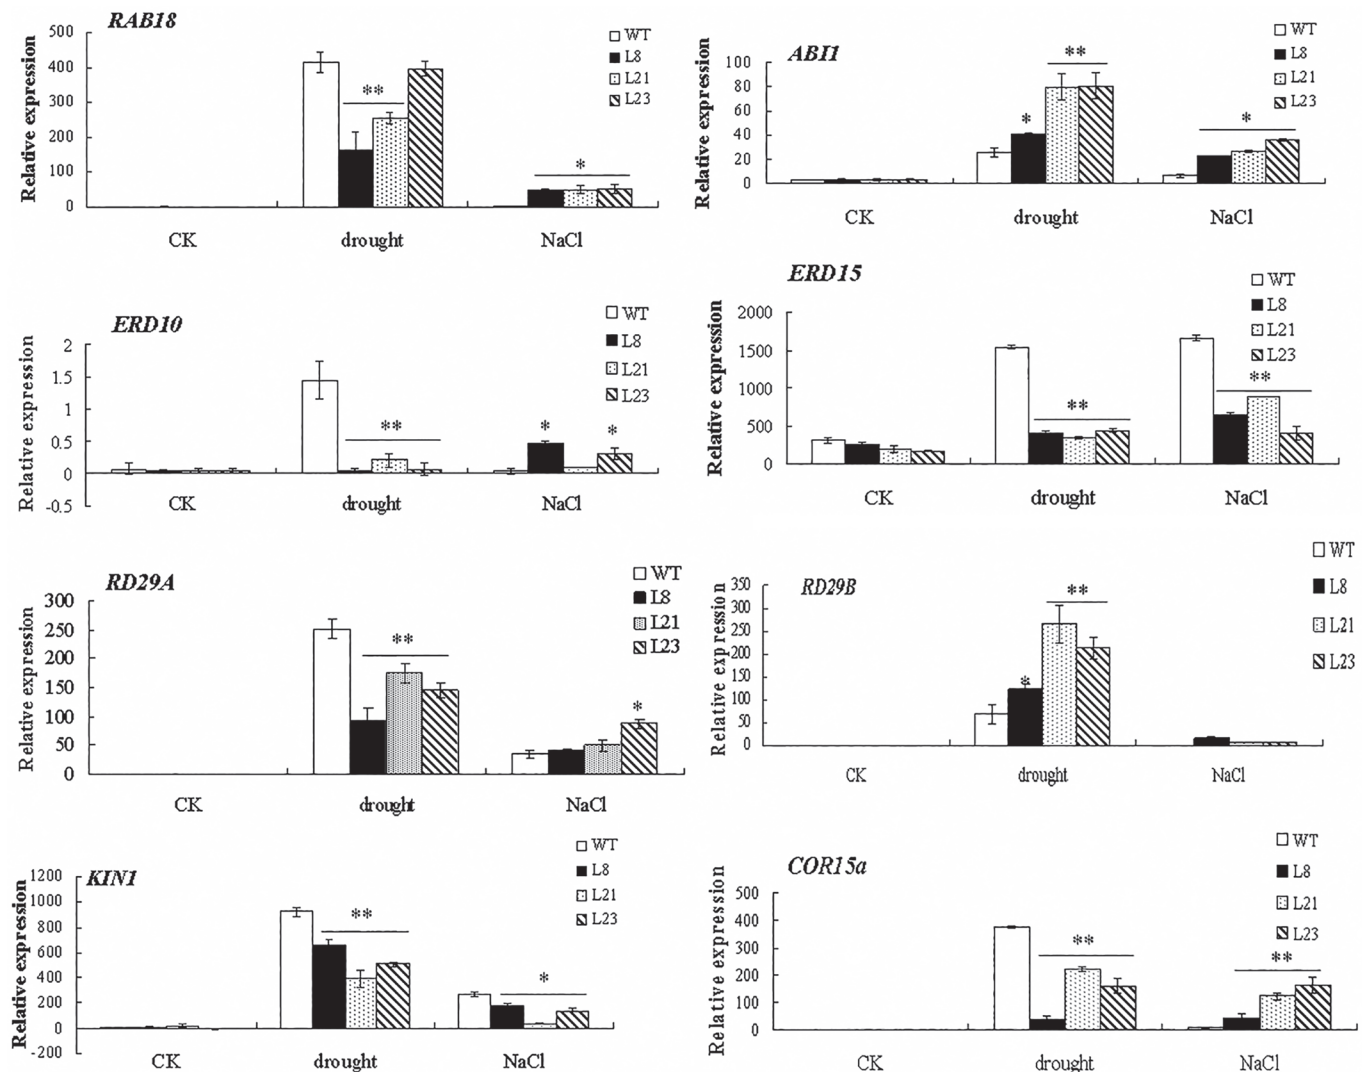 RAB18
Relative expression
500
400
300
200
100
0
WT
L8
L21
L23
**
*
CK drought NaCl
ABI1
Relative expression
100
80
60
40
20
0
WT
L8
L21
L23
*
**
*
CK drought NaCl
ERD10
Relative expression
2
1.5
1
0.5
0
-0.5
WT
L8
L21
L23
**
*
*
CK drought NaCl
ERD15
Relative expression
2000
1500
1000
500
0
WT
L8
L21
L23
**
**
CK drought NaCl
RD29A
Relative expression
300
250
200
150
100
50
0
WT
L8
L21
L23
**
*
CK drought NaCl
RD29B
Relative expression
350
300
250
200
150
100
50
0
WT
L8
L21
L23
*
**
CK drought NaCl
KIN1
Relative expression
1200
1000
800
600
400
200
0
-200
WT
L8
L21
L23
**
*
CK drought NaCl
COR15a
Relative expression
500
400
300
200
100
0
WT
L8
L21
L23
**
**
CK drought NaCl